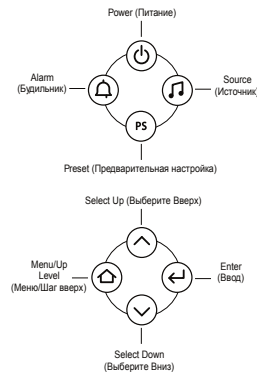 Power (Питание)
Alarm
(Будильник)
Source
(Источник)
PS
Preset (Предварительная настройка)
Select Up (Выберите Вверх)
Menu/Up
Level
(Меню/Шаг вверх)
Enter
(Ввод)
Select Down
(Выберите Вниз)